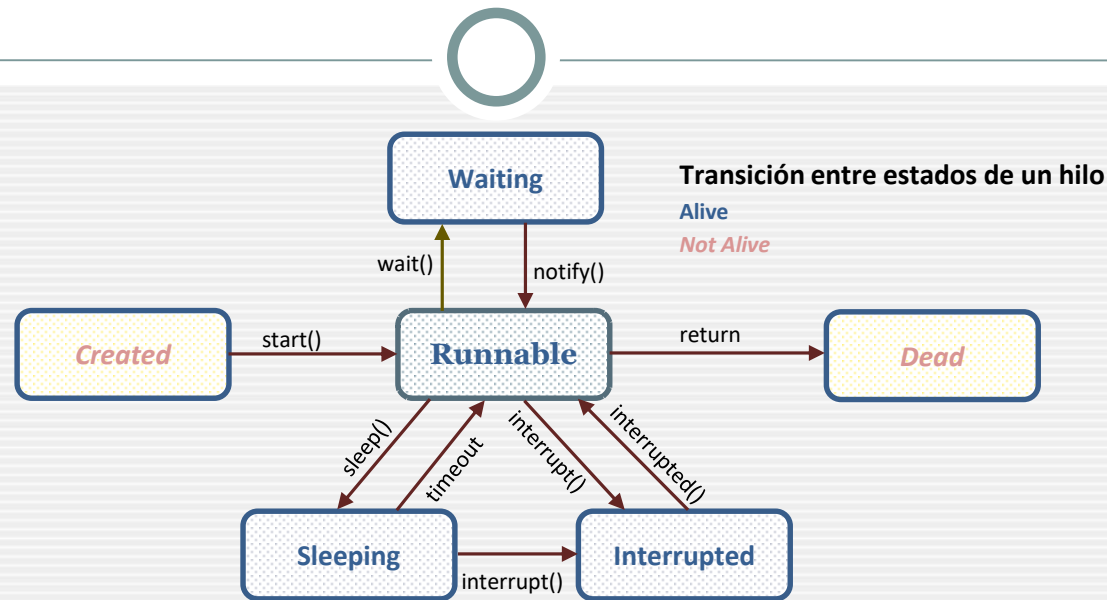 Waiting
Transición entre estados de un hilo
Alive
Not Alive
wait()
notify()
Created
start()
Runnable
return
Dead
sleep()
timeout
interrupt()
interrupted()
Sleeping
interrupt()
Interrupted